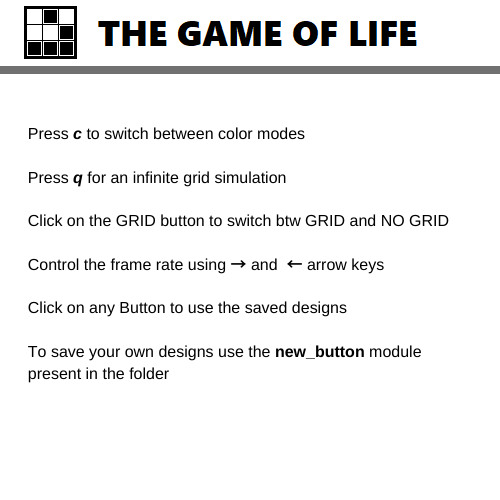 THE GAME OF LIFE
Press c to switch between color modes
Press q for an infinite grid simulation
Click on the GRID button to switch btw GRID and NO GRID
Control the frame rate using → and ← arrow keys
Click on any Button to use the saved designs
To save your own designs use the new_button module
present in the folder